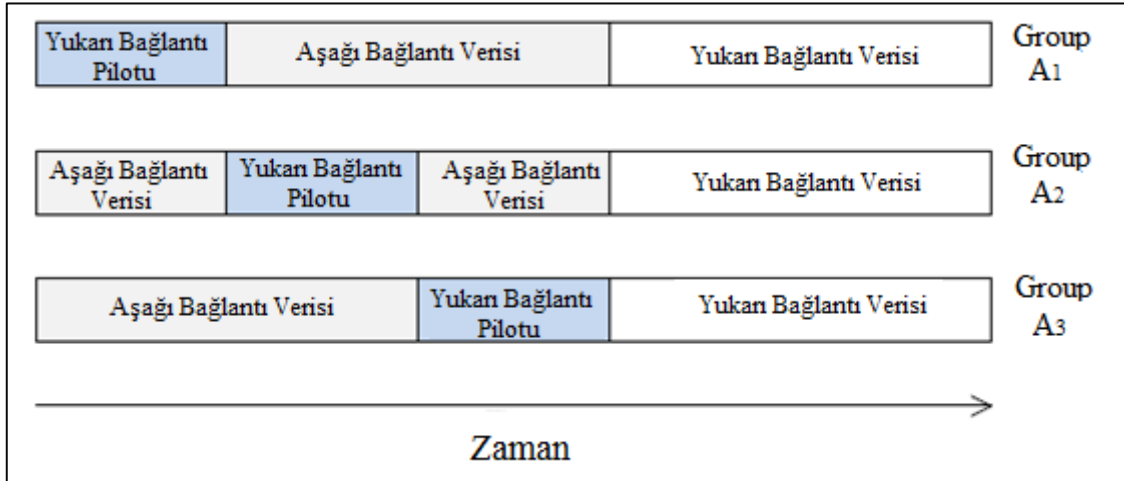 Yukarı Bağlantı
Pilotu
Aşağı Bağlantı Verisi
Yukarı Bağlantı Verisi
Group
A1
Aşağı Bağlantı
Verisi
Yukarı Bağlantı
Pilotu
Aşağı Bağlantı
Verisi
Yukarı Bağlantı Verisi
Group
A2
Aşağı Bağlantı Verisi
Yukarı Bağlantı
Pilotu
Yukarı Bağlantı Verisi
Group
A3
Zaman